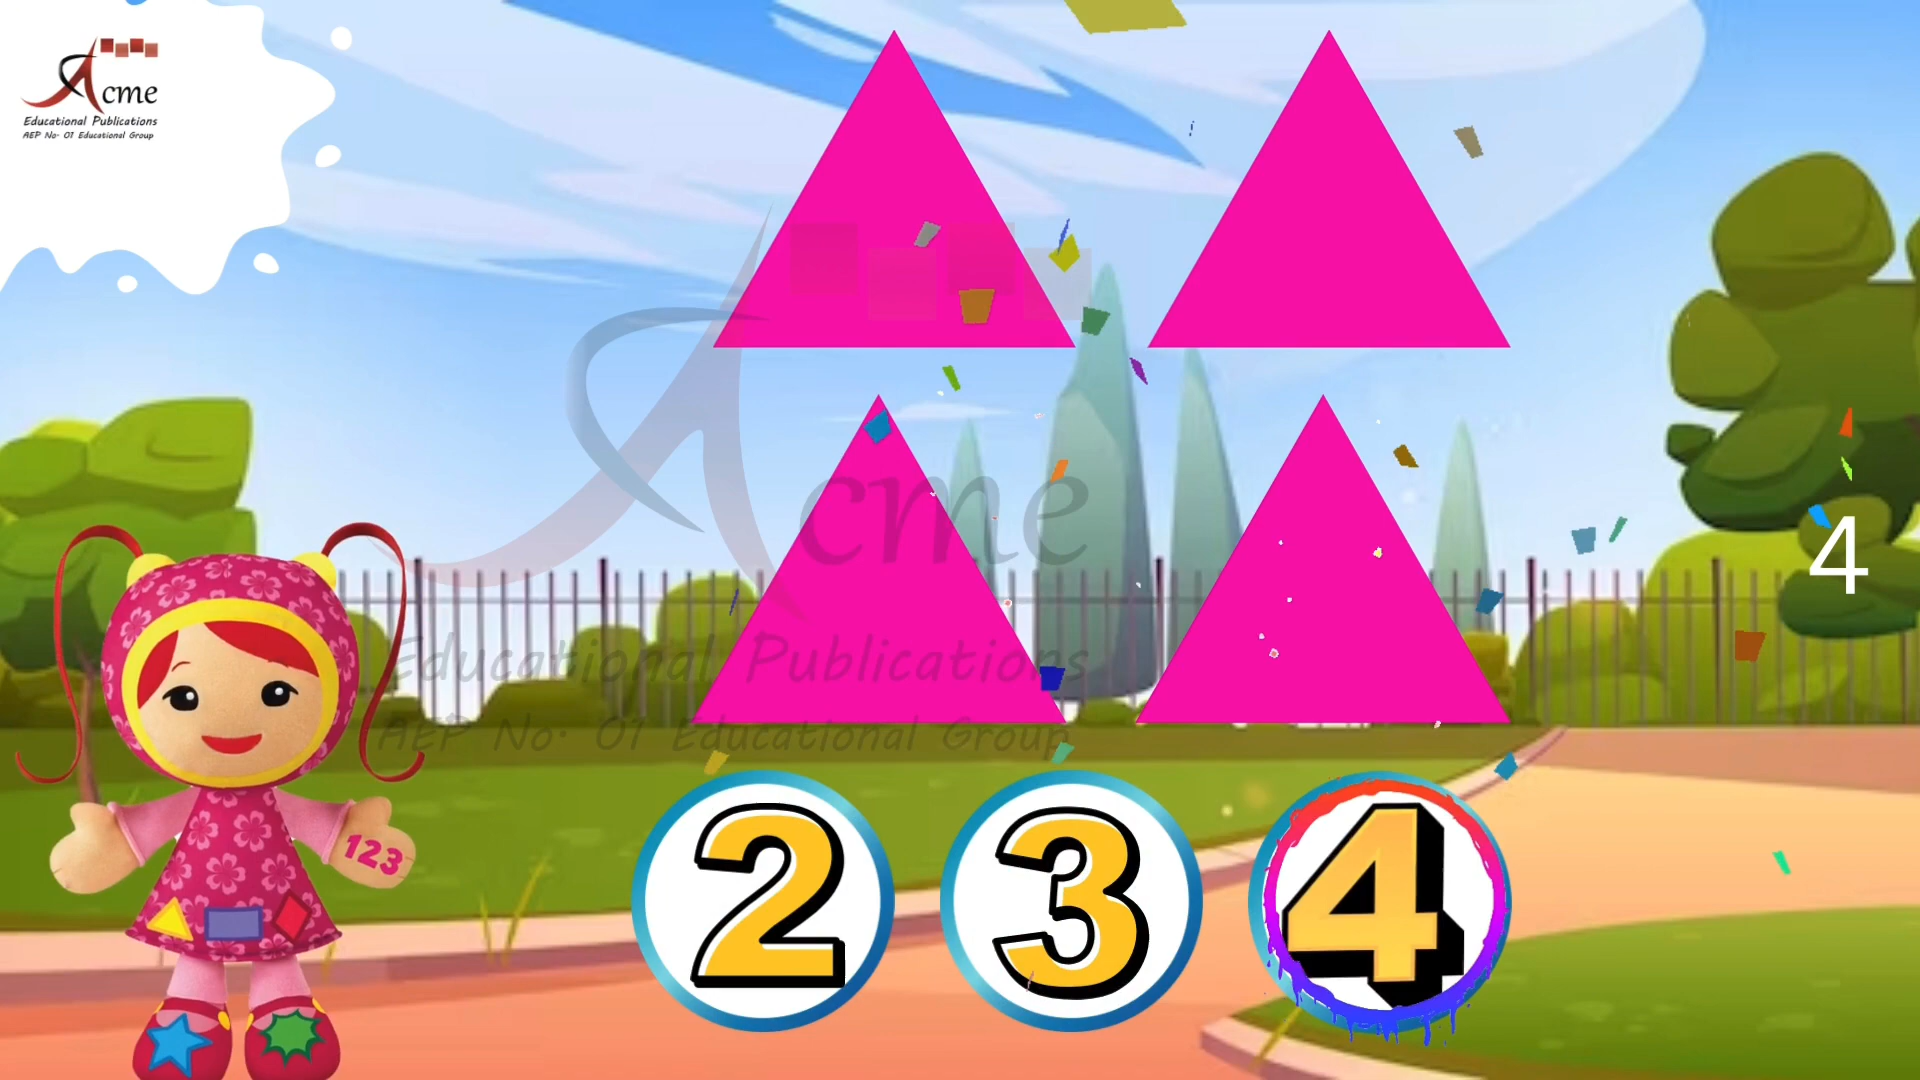 Acme
Educational Publications
AEP No· 01 Educational Group
Acme
Educational Publications
AEP No· 01 Educational Group
4
123
2 3 4